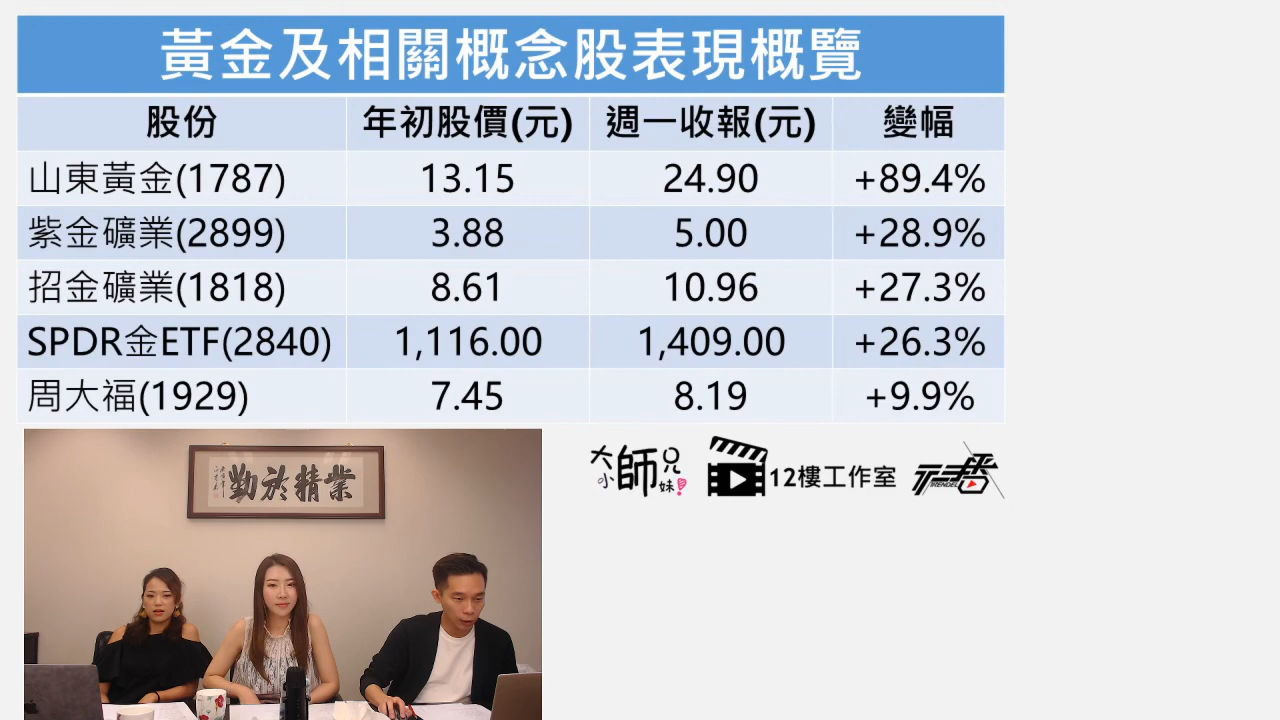 黃金及相關概念股表現概覽
股份 年初股價(元) 週一收報(元) 變幅
山東黃金(1787) 13.15 24.90 +89.4%
紫金礦業(2899) 3.88 5.00 +28.9%
招金礦業(1818) 8.61 10.96 +27.3%
SPDR金ETF(2840) 1,116.00 1,409.00 +26.3%
周大福(1929) 7.45 8.19 +9.9%
大小師兄妹
12樓工作室
TRENDEL
勤於精業